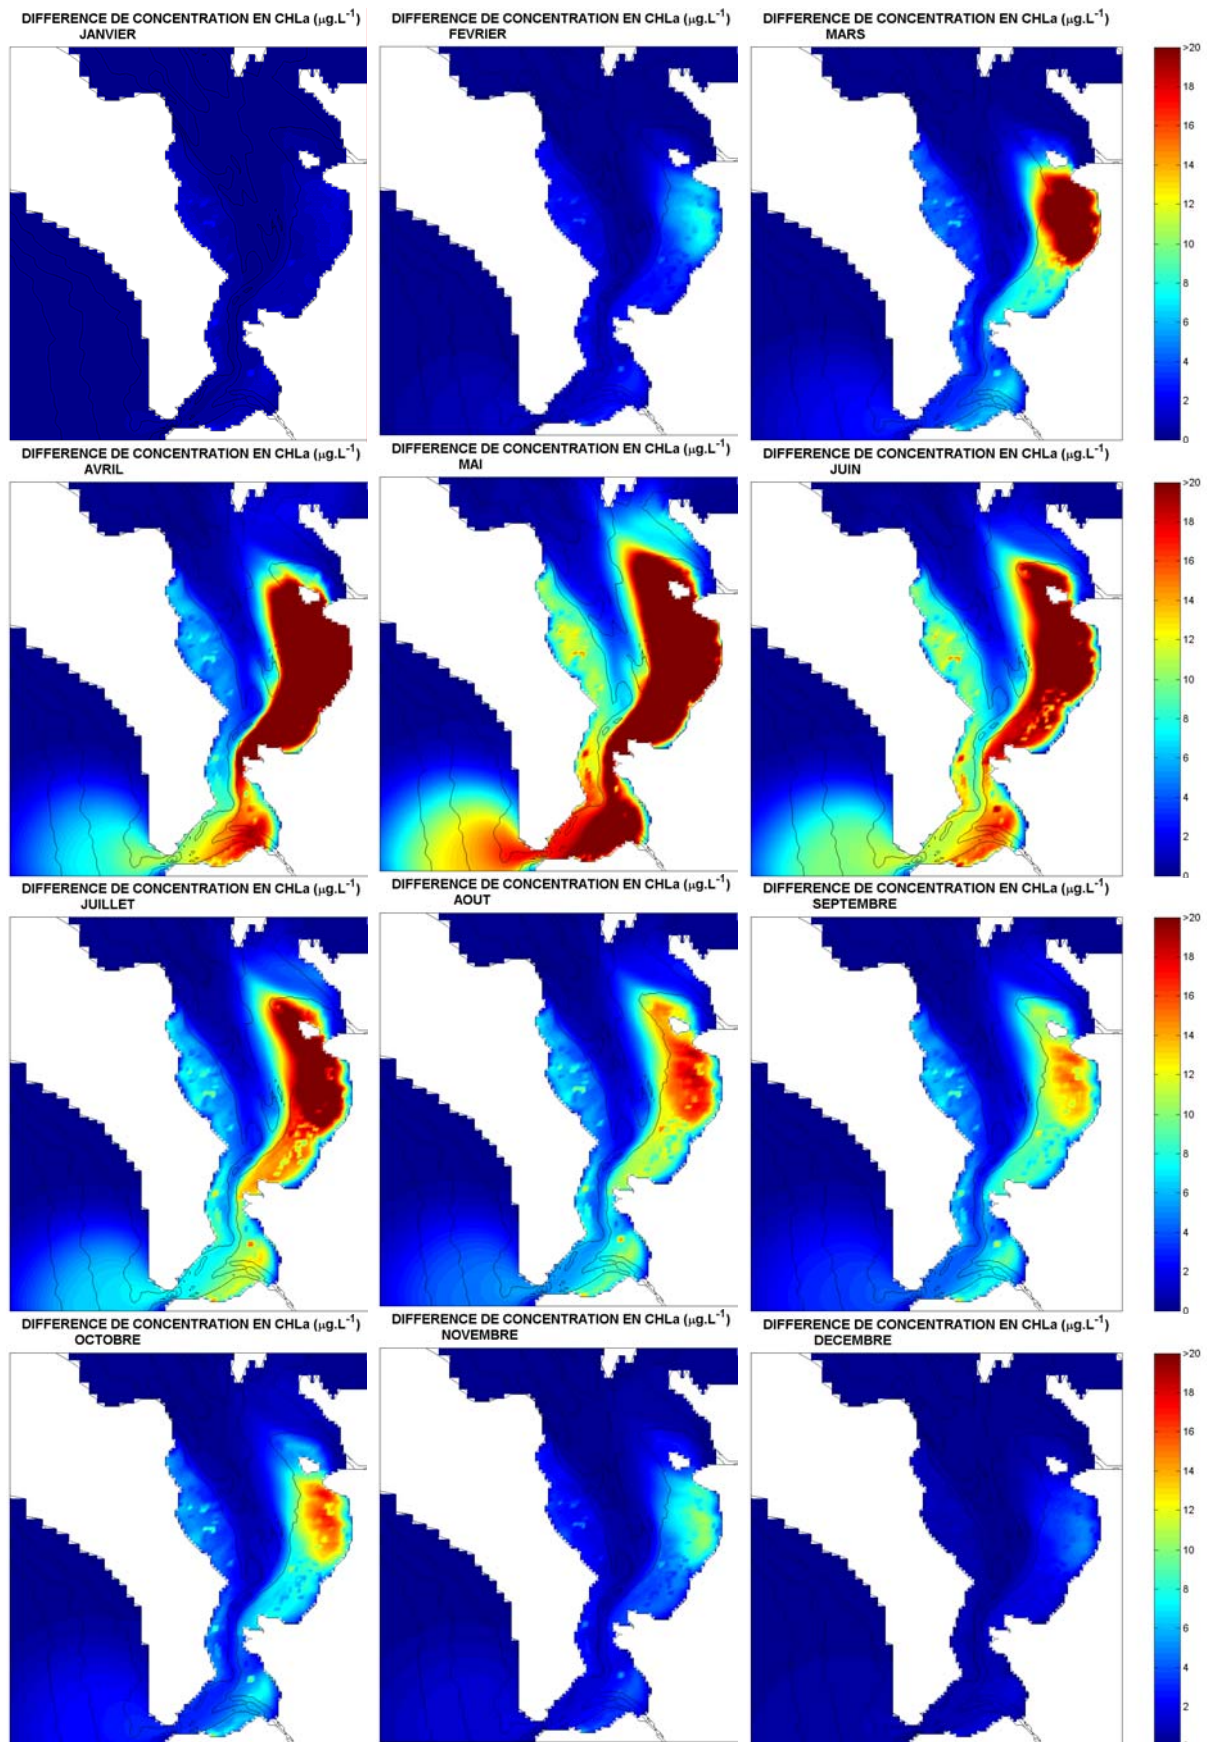 DIFFERENCE DE CONCENTRATION EN CHLa (μg.L⁻¹)
JANVIER
DIFFERENCE DE CONCENTRATION EN CHLa (μg.L⁻¹)
FEVRIER
DIFFERENCE DE CONCENTRATION EN CHLa (μg.L⁻¹)
MARS
>20
18
16
14
12
10
8
6
4
2
0
DIFFERENCE DE CONCENTRATION EN CHLa (μg.L⁻¹)
AVRIL
DIFFERENCE DE CONCENTRATION EN CHLa (μg.L⁻¹)
MAI
DIFFERENCE DE CONCENTRATION EN CHLa (μg.L⁻¹)
JUIN
>20
18
16
14
12
10
8
6
4
2
0
DIFFERENCE DE CONCENTRATION EN CHLa (μg.L⁻¹)
JUILLET
DIFFERENCE DE CONCENTRATION EN CHLa (μg.L⁻¹)
AOUT
DIFFERENCE DE CONCENTRATION EN CHLa (μg.L⁻¹)
SEPTEMBRE
>20
18
16
14
12
10
8
6
4
2
0
DIFFERENCE DE CONCENTRATION EN CHLa (μg.L⁻¹)
OCTOBRE
DIFFERENCE DE CONCENTRATION EN CHLa (μg.L⁻¹)
NOVEMBRE
DIFFERENCE DE CONCENTRATION EN CHLa (μg.L⁻¹)
DECEMBRE
>20
18
16
14
12
10
8
6
4
2